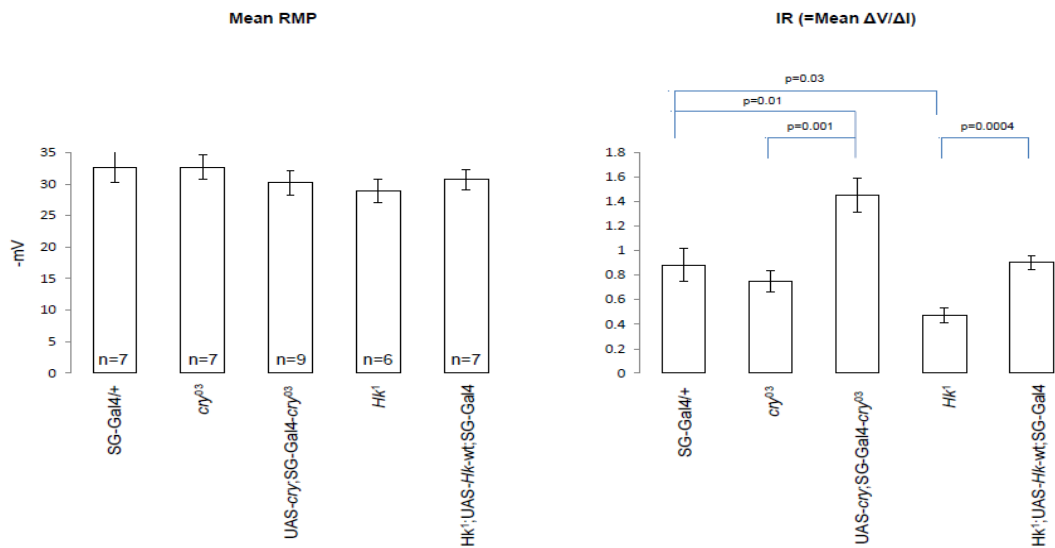 Mean RMP
IR (=Mean ΔV/ΔI)
p=0.03
p=0.01
p=0.001
p=0.0004
-mV
35
30
25
20
15
10
5
0
n=7
n=7
n=9
n=6
n=7
SG-Gal4/+
cry⁰³
UAS-cry;SG-Gal4-cry⁰³
Hk¹
Hk¹;UAS-Hk-wt;SG-Gal4
1.8
1.6
1.4
1.2
1
0.8
0.6
0.4
0.2
0
SG-Gal4/+
cry⁰³
UAS-cry;SG-Gal4-cry⁰³
Hk¹
Hk¹;UAS-Hk-wt;SG-Gal4